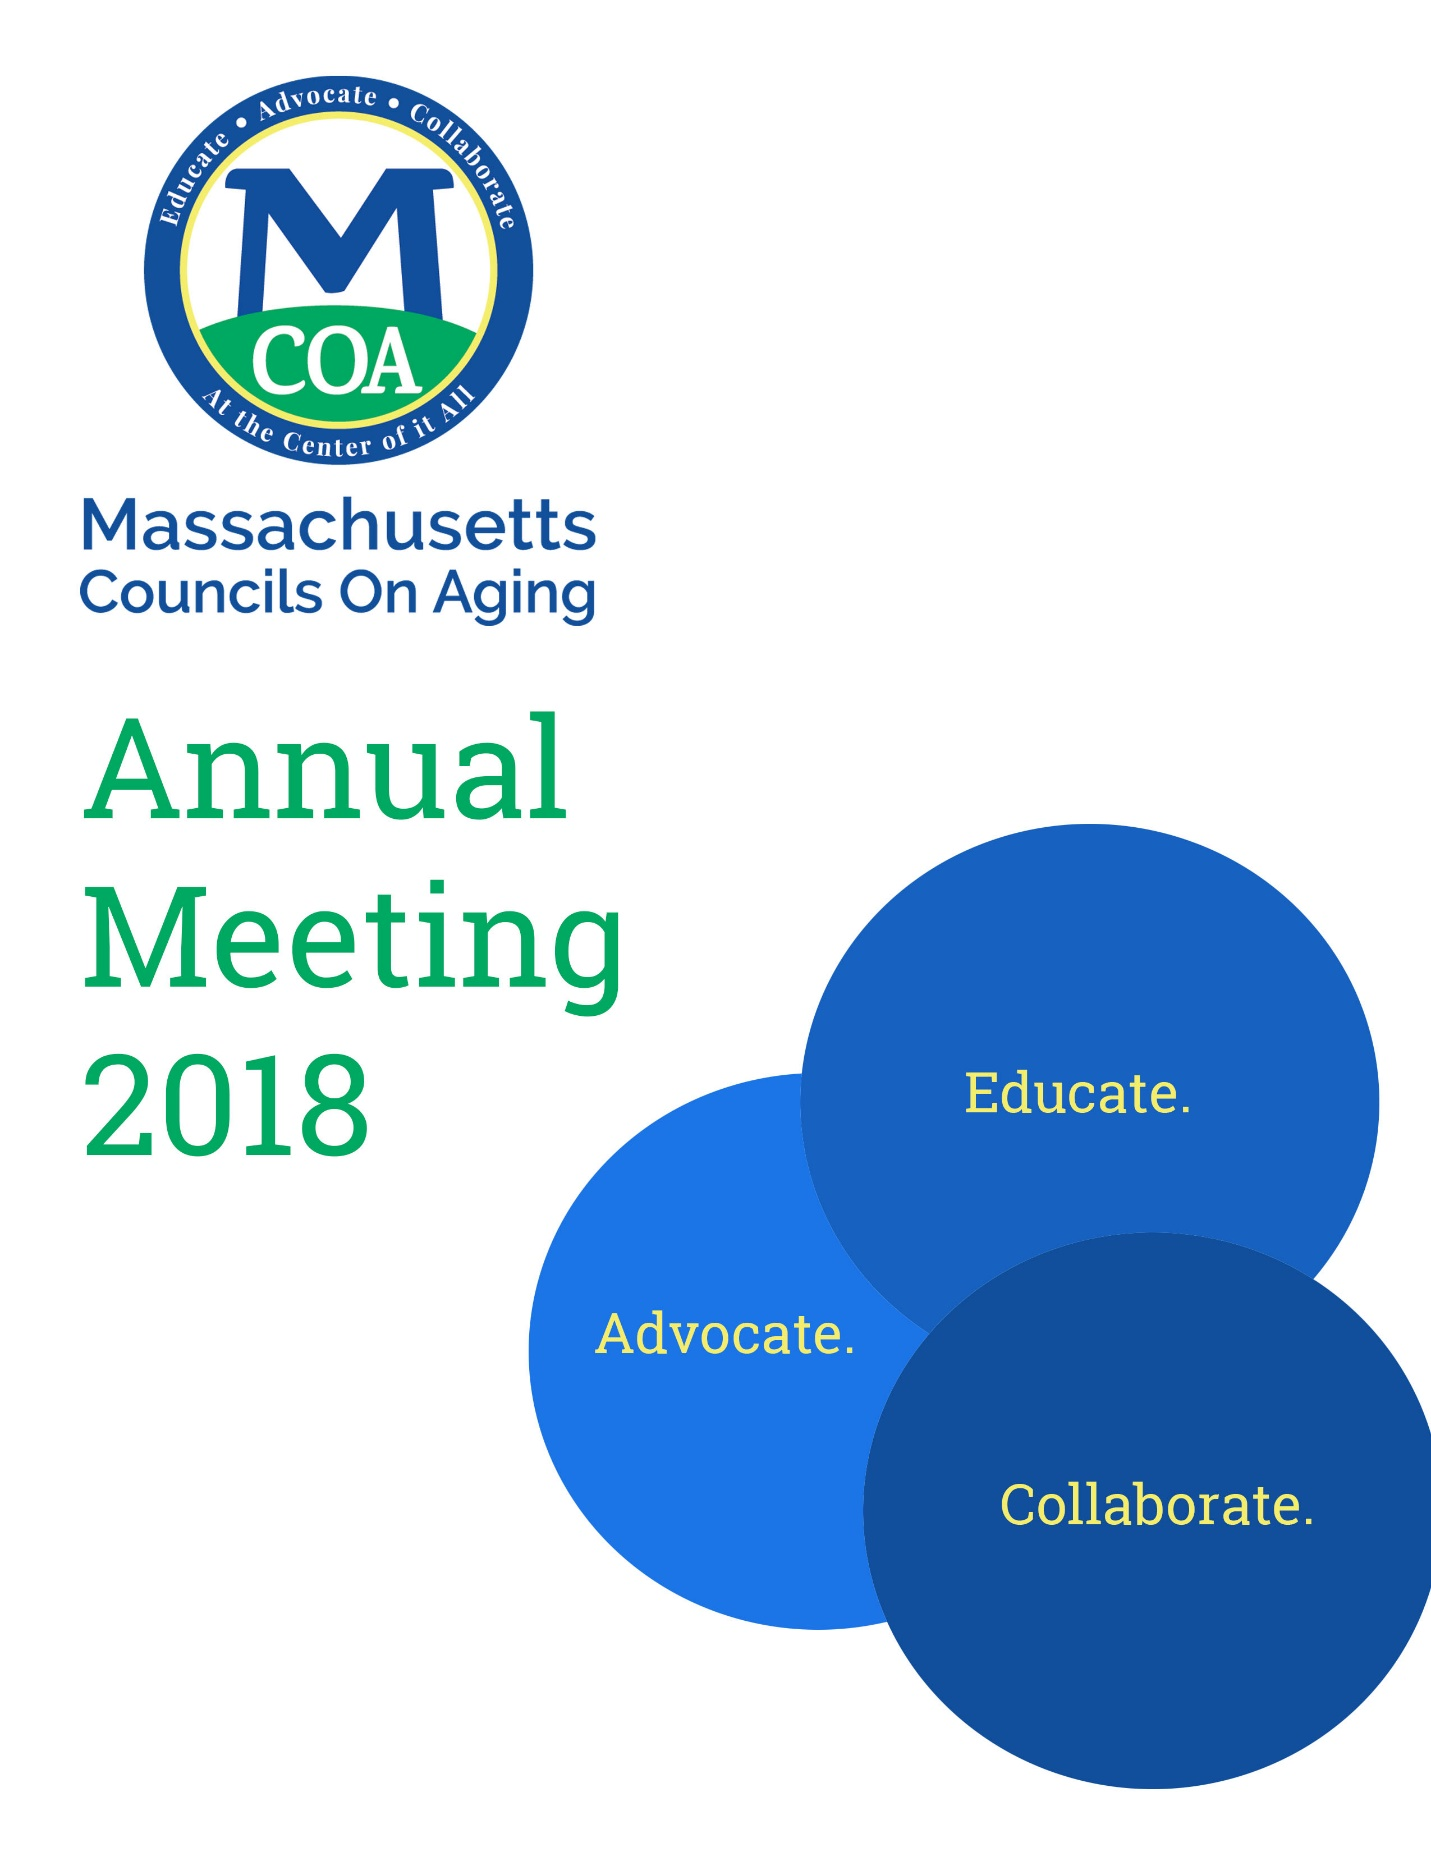 Educate • Advocate • Collaborate
M
COA
At the Center of it All
Massachusetts
Councils On Aging
Annual
Meeting
2018
Educate.
Advocate.
Collaborate.